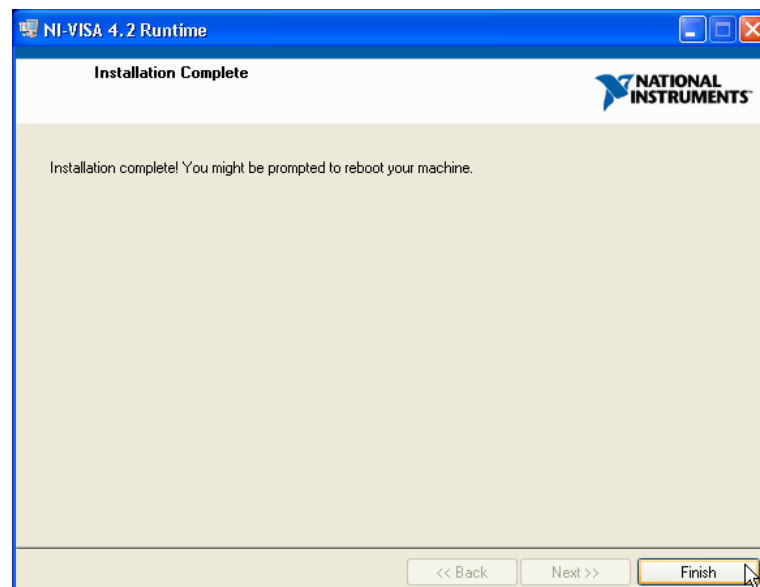 NI-VISA 4.2 Runtime
Installation Complete
NATIONAL
INSTRUMENTS™
Installation complete! You might be prompted to reboot your machine.
<< Back
Next >>
Finish